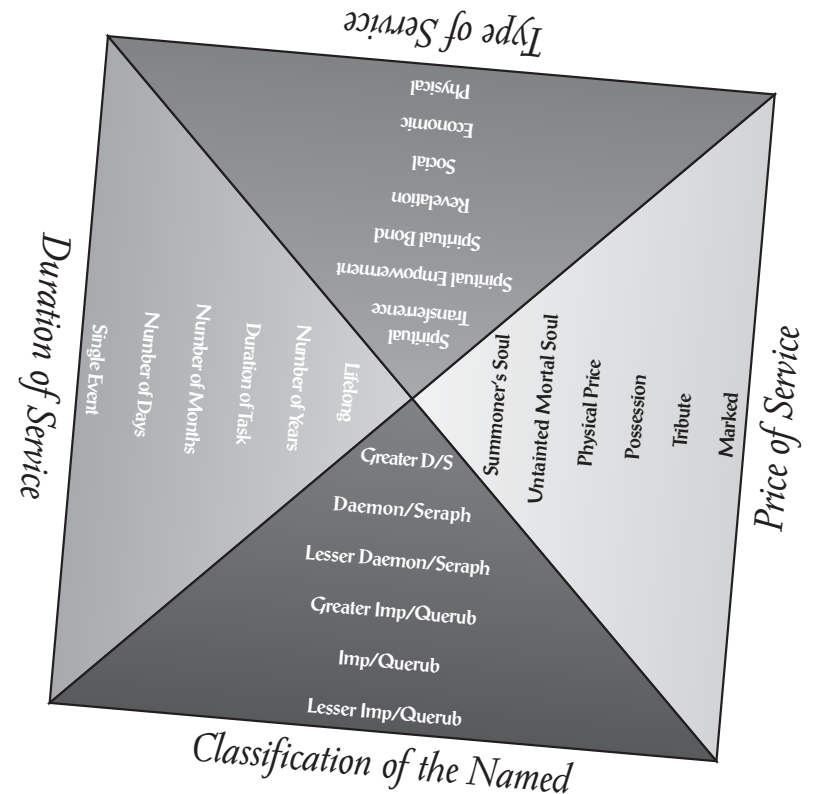 Type of Service
Physical
Economic
Social
Revelation
Spiritual Bond
Spiritual Empowerment
Transferrence
Spiritual
Duration of Service
Single Event
Number of Days
Number of Months
Duration of Task
Number of Years
Lifelong
Summoner's Soul
Untainted Mortal Soul
Physical Price
Possession
Tribute
Marked
Price of Service
Greater D/S
Daemon/Seraph
Lesser Daemon/Seraph
Greater Imp/Querub
Imp/Querub
Lesser Imp/Querub
Classification of the Named